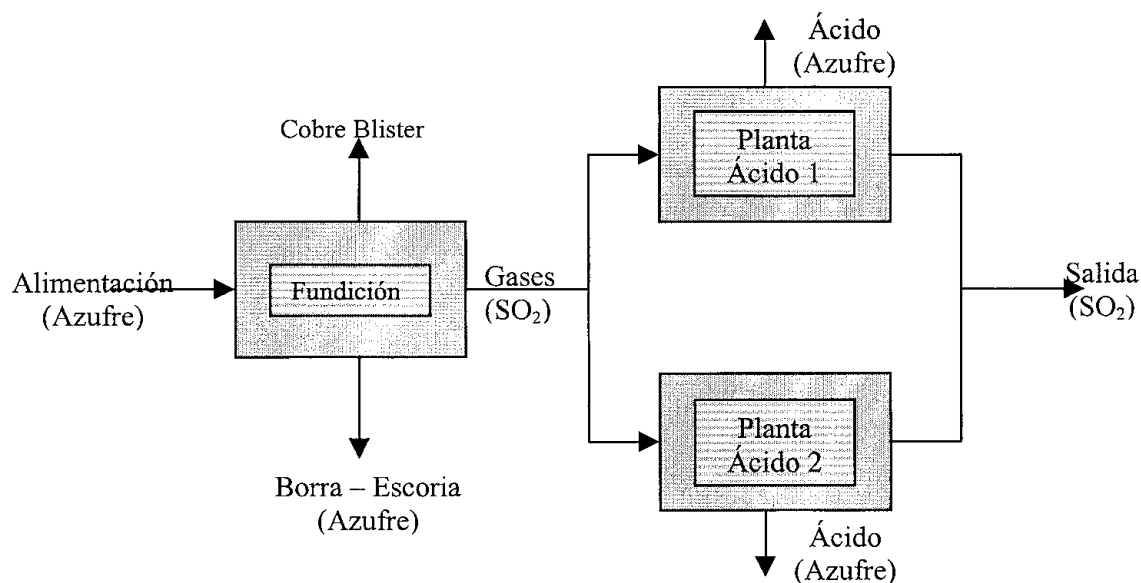 Ácido
(Azufre)
Cobre Blister
Planta
Ácido 1
Alimentación
(Azufre)
Fundición
Gases
(SO₂)
Salida
(SO₂)
Borra – Escoria
(Azufre)
Planta
Ácido 2
Ácido
(Azufre)